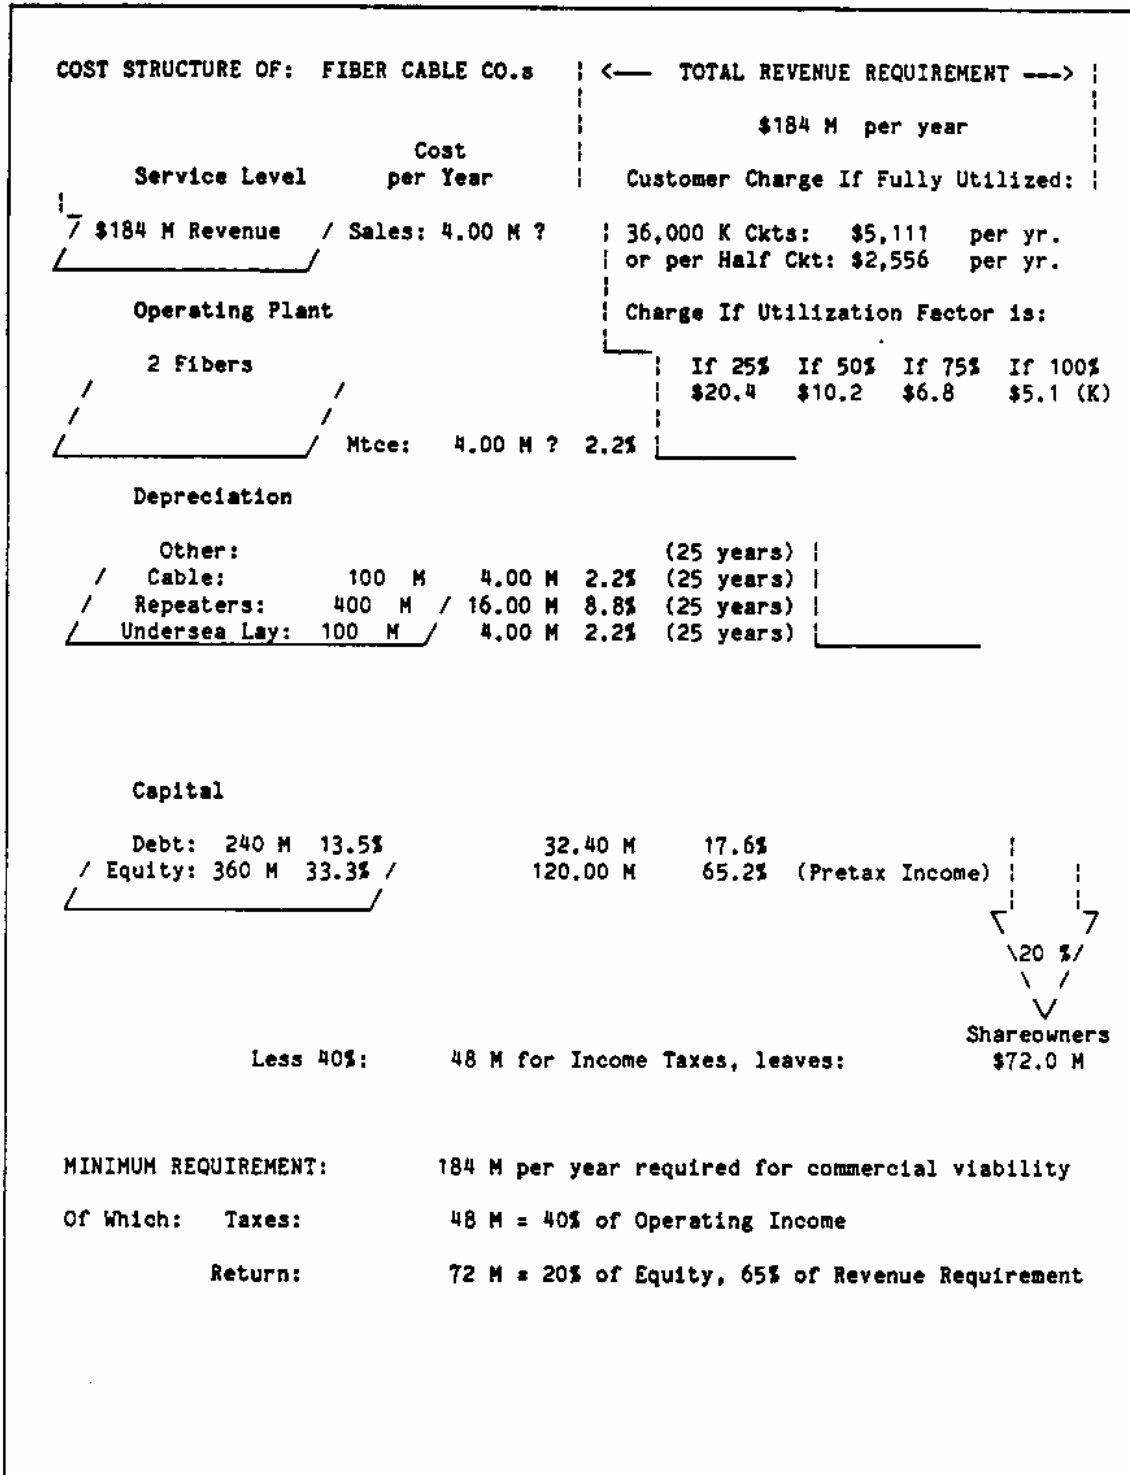 COST STRUCTURE OF: FIBER CABLE CO.s <— TOTAL REVENUE REQUIREMENT --->
$184 M per year
Cost
Service Level per Year Customer Charge If Fully Utilized:
$184 M Revenue / Sales: 4.00 M ? 36,000 K Ckts: $5,111 per yr.
or per Half Ckt: $2,556 per yr.
Operating Plant Charge If Utilization Factor is:
2 Fibers If 25% If 50% If 75% If 100%
$20.4 $10.2 $6.8 $5.1 (K)
Mtce: 4.00 M ? 2.2%
Depreciation
Other: (25 years)
Cable: 100 M 4.00 M 2.2% (25 years)
Repeaters: 400 M / 16.00 M 8.8% (25 years)
Undersea Lay: 100 M 4.00 M 2.2% (25 years)
Capital
Debt: 240 M 13.5% 32.40 M 17.6%
Equity: 360 M 33.3% 120.00 M 65.2% (Pretax Income)
20 %
Shareowners
Less 40%: 48 M for Income Taxes, leaves: $72.0 M
MINIMUM REQUIREMENT: 184 M per year required for commercial viability
Of Which: Taxes: 48 M = 40% of Operating Income
Return: 72 M = 20% of Equity, 65% of Revenue Requirement